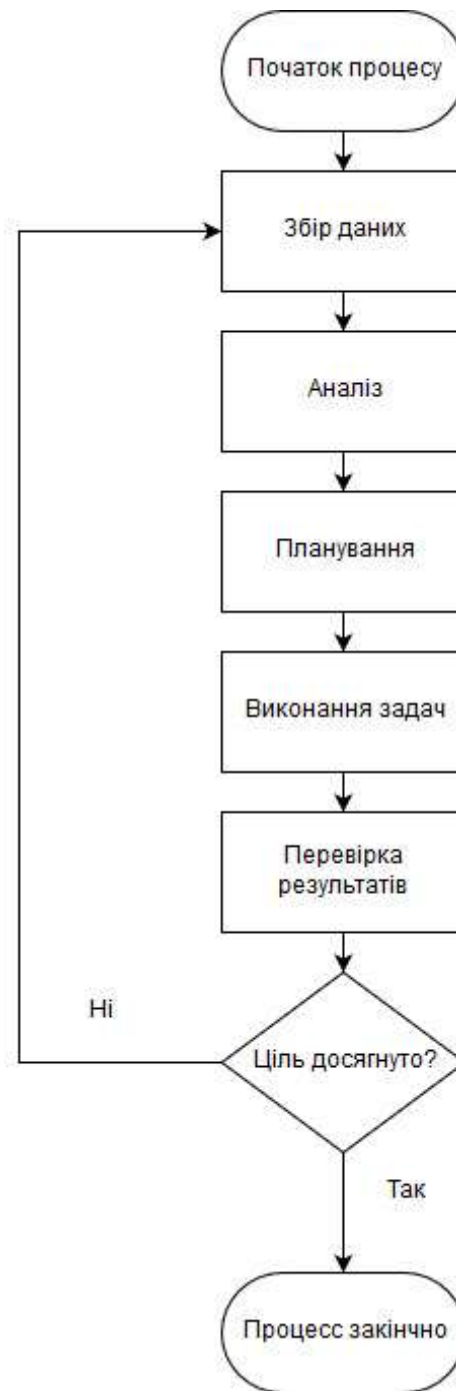 Початок процесу
Збір даних
Аналіз
Планування
Виконання задач
Перевірка
результатів
Ні
Ціль досягнуто?
Так
Процесс закінчно